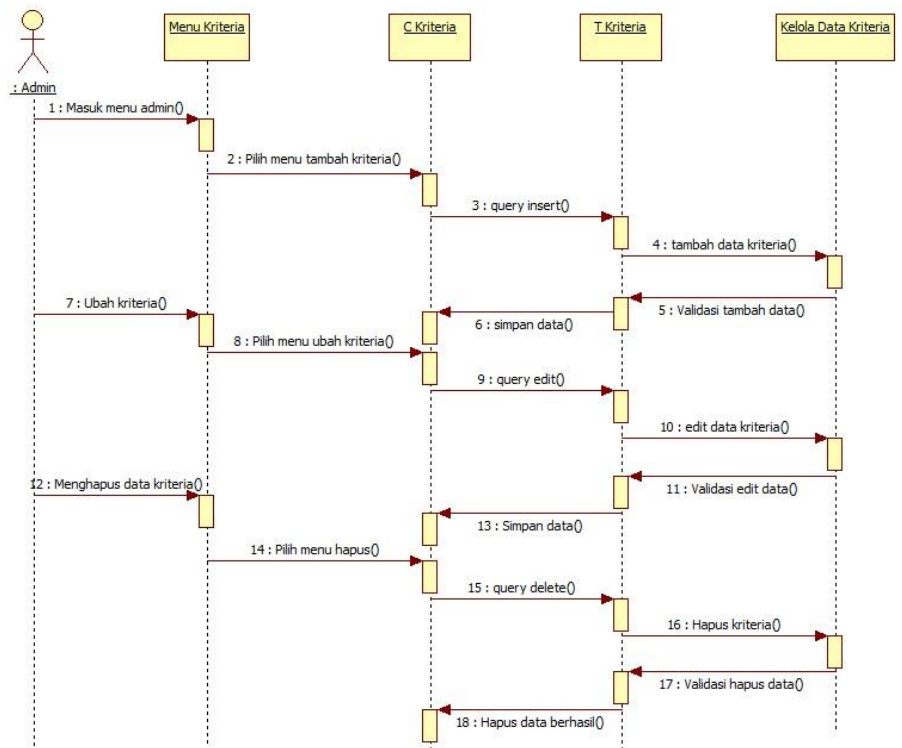 Menu Kriteria
C Kriteria
T Kriteria
Kelola Data Kriteria
: Admin
1 : Masuk menu admin()
2 : Pilih menu tambah kriteria()
3 : query insert()
4 : tambah data kriteria()
5 : Validasi tambah data()
6 : simpan data()
7 : Ubah kriteria()
8 : Pilih menu ubah kriteria()
9 : query edit()
10 : edit data kriteria()
11 : Validasi edit data()
12 : Menghapus data kriteria()
13 : Simpan data()
14 : Pilih menu hapus()
15 : query delete()
16 : Hapus kriteria()
17 : Validasi hapus data()
18 : Hapus data berhasil()